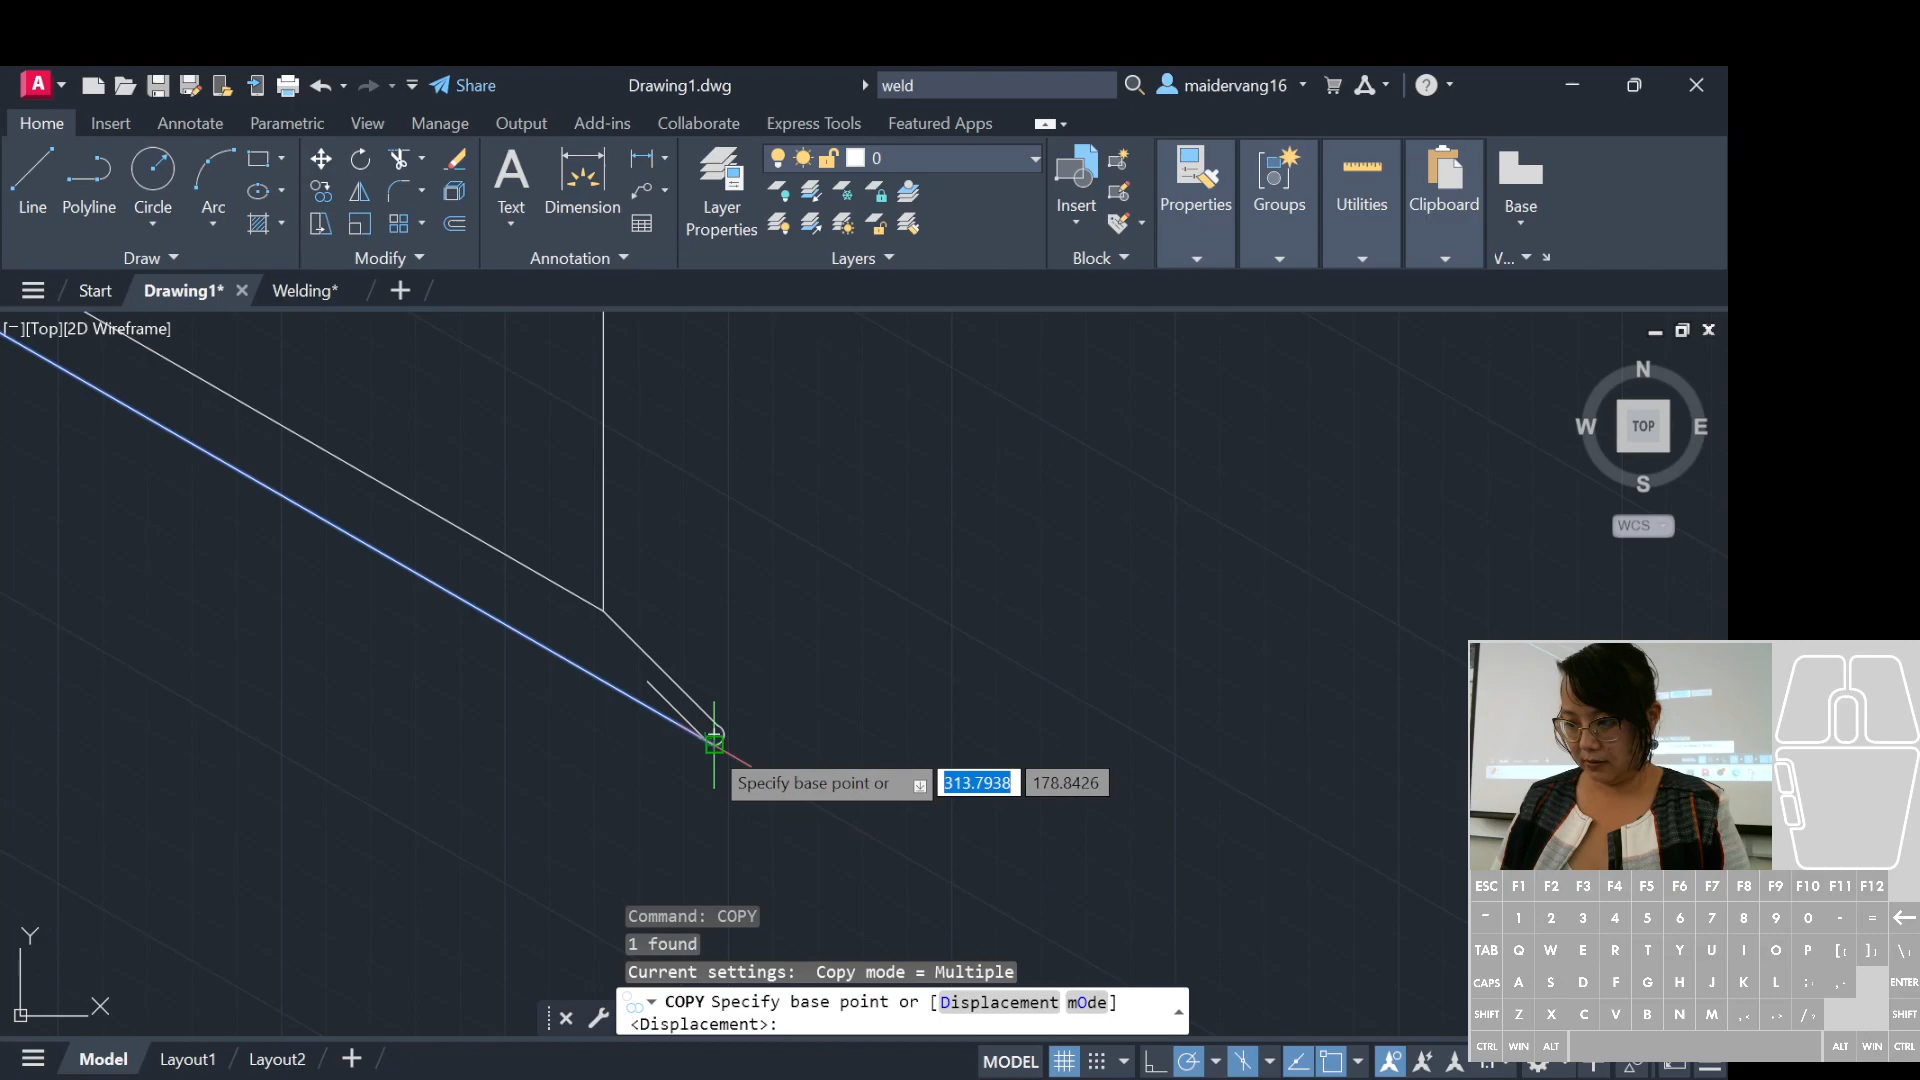 A Share Drawing1.dwg weld maidervang16 ?
Home Insert Annotate Parametric View Manage Output Add-ins Collaborate Express Tools Featured Apps
0
Line Polyline Circle Arc
A Text Dimension
Layer Properties
Insert
Properties Groups Utilities Clipboard Base
Draw Modify Annotation Layers Block V...
Start Drawing1* Welding*
[−][Top][2D Wireframe]
N
W TOP E
S
WCS
Specify base point or 313.7938 178.8426
Command: COPY
1 found
Current settings: Copy mode = Multiple
COPY Specify base point or [Displacement mOde]
<Displacement>:
Y
X
Model Layout1 Layout2
MODEL
ESC F1 F2 F3 F4 F5 F6 F7 F8 F9 F10 F11 F12
~ 1 2 3 4 5 6 7 8 9 0 - =
TAB Q W E R T Y U I O P [{ ]} \|
CAPS A S D F G H J K L ;: ENTER
SHIFT Z X C V B N M ,< .> /? SHIFT
CTRL WIN ALT ALT WIN CTRL